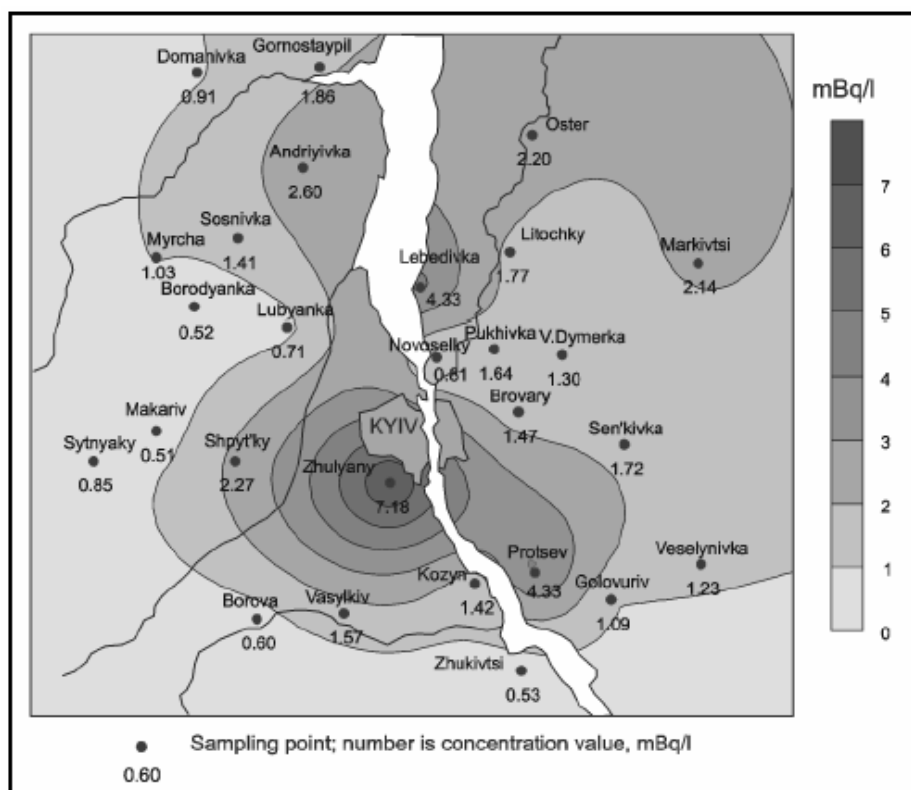 Gornostaypil
Domanivka
1.86
0.91
mBq/l
Oster
2.20
Andriyivka
2.60
7
Sosnivka
1.41
Myrcha
1.03
Litochky
1.77
Markivtsi
2.14
Lebedivka
4.33
6
Borodyanka
0.52
Lubyanka
0.71
5
Novoselky
0.61
Pukhivka
1.64
V.Dymerka
1.30
4
Brovary
1.47
Makariv
0.51
KYIV
Sen'kivka
1.72
Sytnyaky
0.85
Shpyt'ky
2.27
3
Zhulyany
7.18
2
Protsev
4.33
Veselynivka
1.23
Kozyn
1.42
Golovuriv
1.09
1
Borova
0.60
Vasylkiv
1.57
0
Zhukivtsi
0.53
Sampling point; number is concentration value, mBq/l
0.60